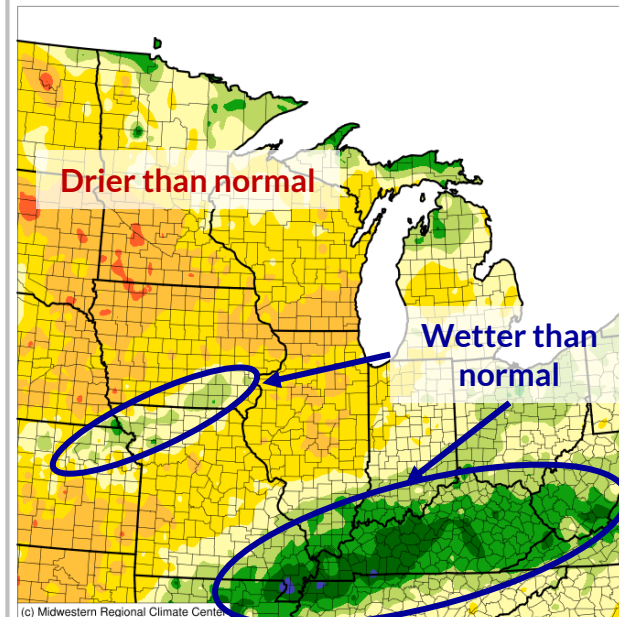 Drier than normal
Wetter than
normal
(c) Midwestern Regional Climate Center